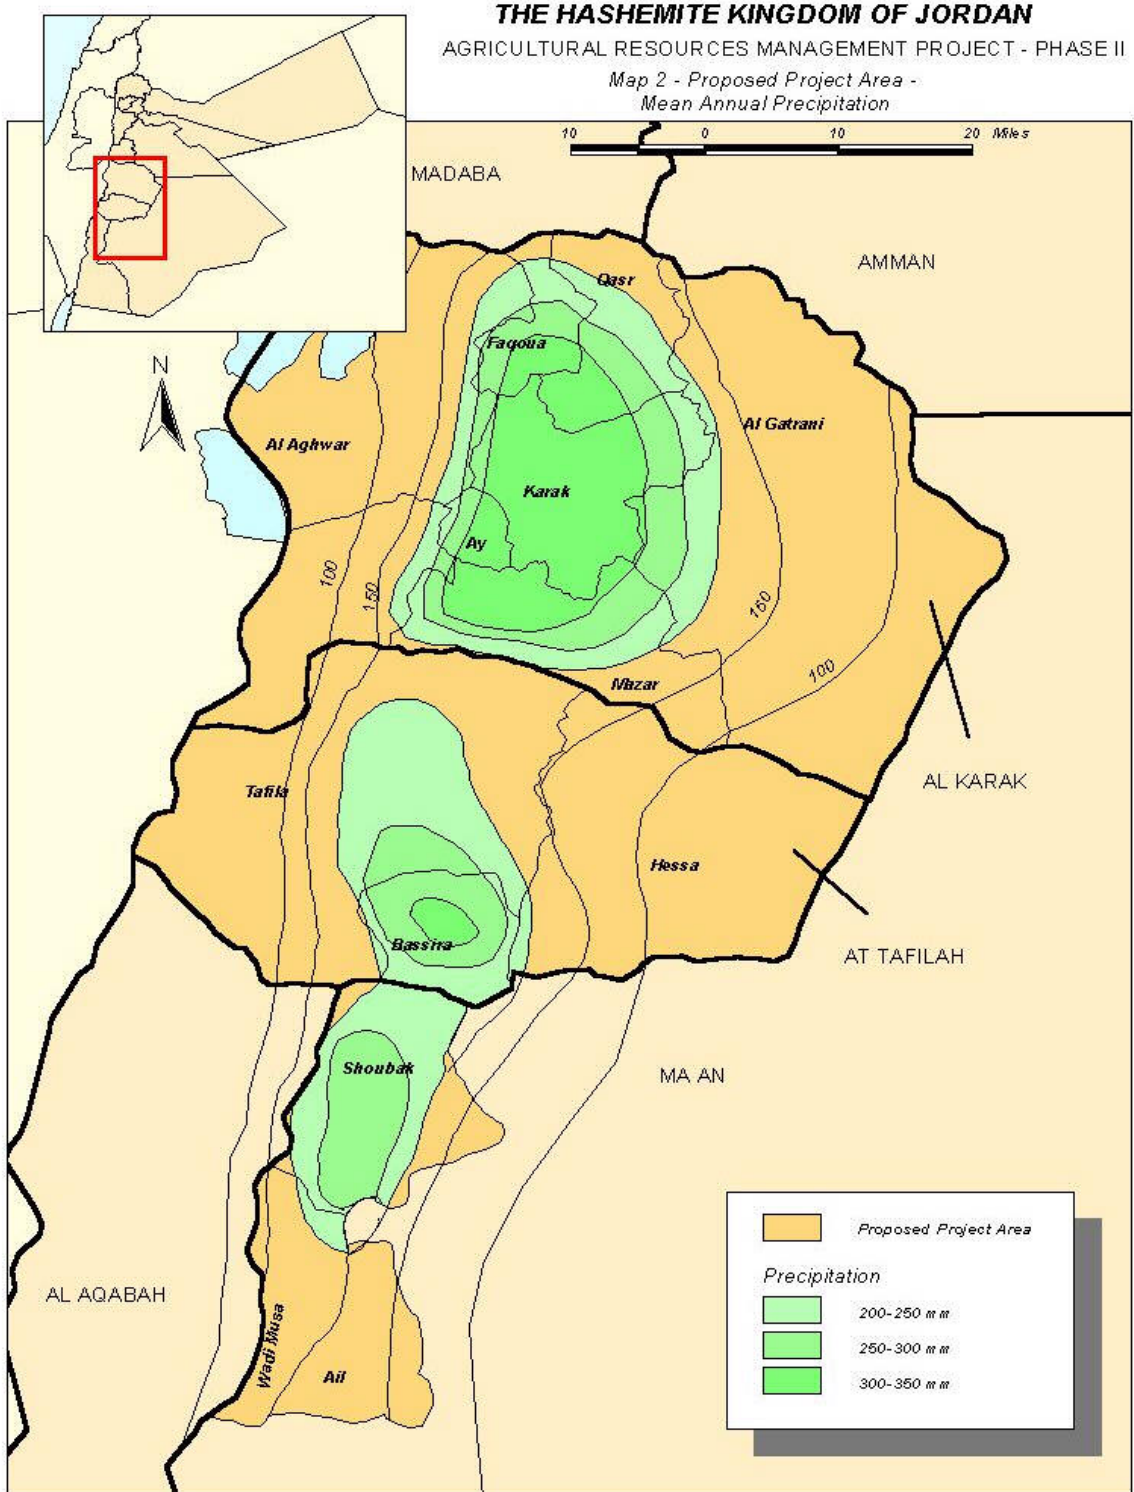 THE HASHEMITE KINGDOM OF JORDAN
AGRICULTURAL RESOURCES MANAGEMENT PROJECT - PHASE II
Map 2 - Proposed Project Area -
Mean Annual Precipitation
10 0 10 20 Miles
MADABA
AMMAN
Qasr
Faqoua
N
Al Aghwar
Al Gatrani
Karak
Ay
100
150
160
100
Mazar
AL KARAK
Tafila
Hessa
Bassira
AT TAFILAH
Shoubak
MA AN
AL AQABAH
Wadi Musa
Ail
Proposed Project Area
Precipitation
200-250 mm
250-300 mm
300-350 mm